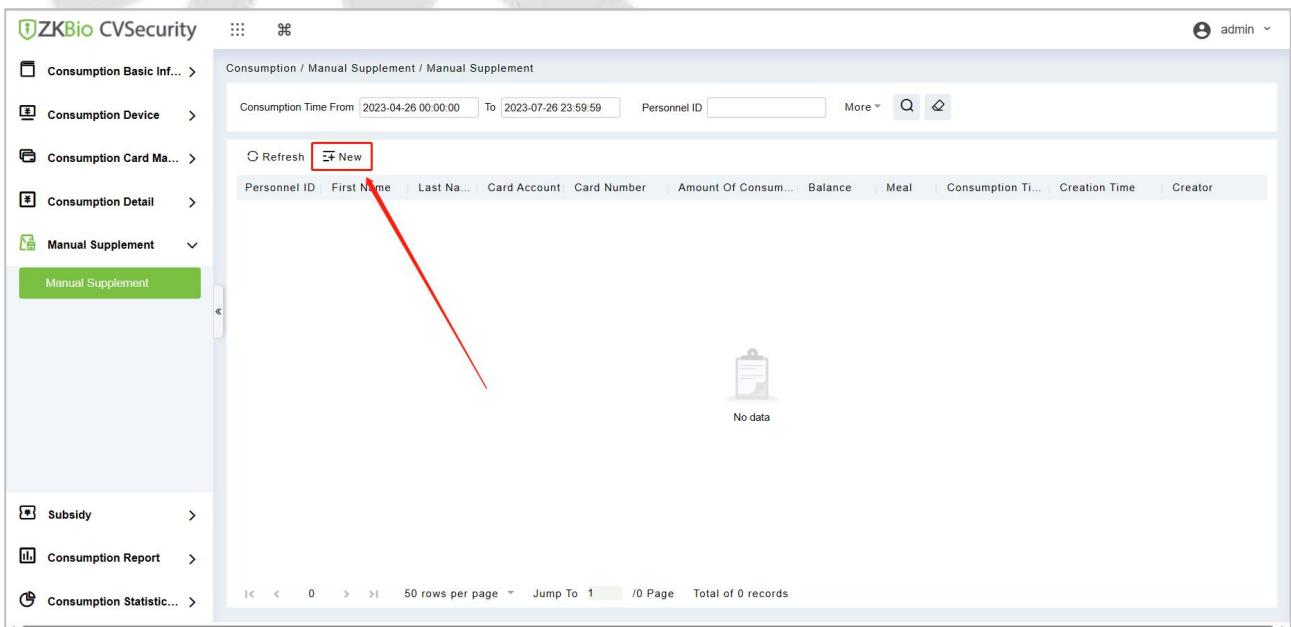 ZKBio CVSecurity
admin
Consumption Basic Inf...
Consumption Device
Consumption Card Ma...
Consumption Detail
Manual Supplement
Manual Supplement
Subsidy
Consumption Report
Consumption Statistic...
Consumption / Manual Supplement / Manual Supplement
Consumption Time From 2023-04-26 00:00:00 To 2023-07-26 23:59:59 Personnel ID More
Refresh New
Personnel ID First Name Last Na... Card Account Card Number Amount Of Consum... Balance Meal Consumption Ti... Creation Time Creator
No data
0 50 rows per page Jump To 1 /0 Page Total of 0 records